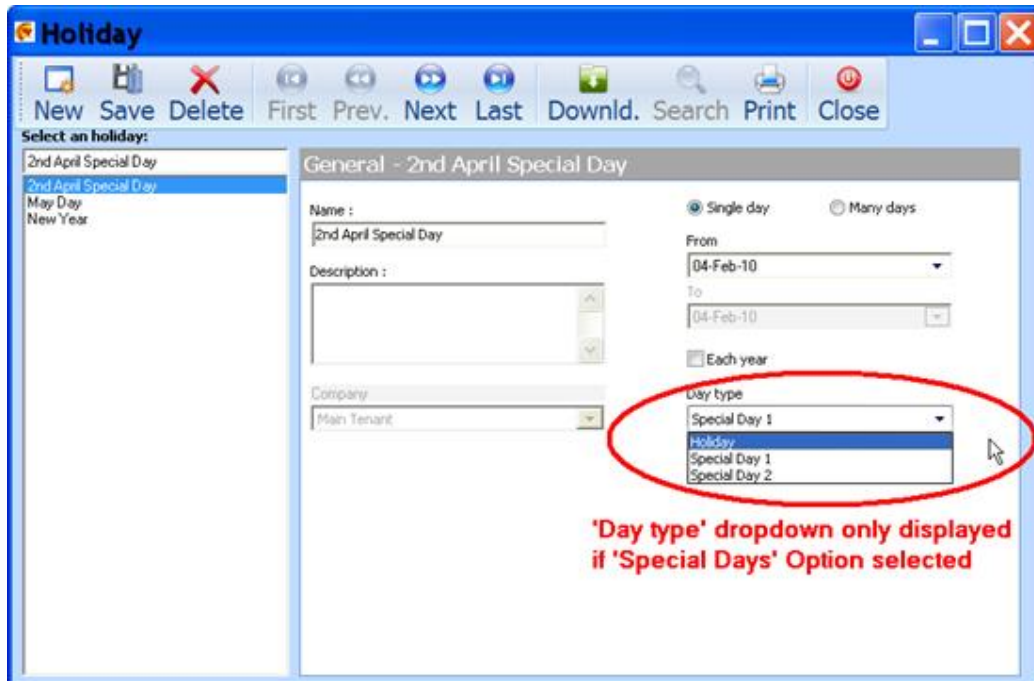 Holiday
New Save Delete First Prev. Next Last Downld. Search Print Close
Select an holiday:
2nd April Special Day
2nd April Special Day
May Day
New Year
General - 2nd April Special Day
Name :
2nd April Special Day
Description :
Company
Main Tenant
Single day Many days
From
04-Feb-10
To
04-Feb-10
Each year
Day type
Special Day 1
Holiday
Special Day 1
Special Day 2
'Day type' dropdown only displayed
if 'Special Days' Option selected